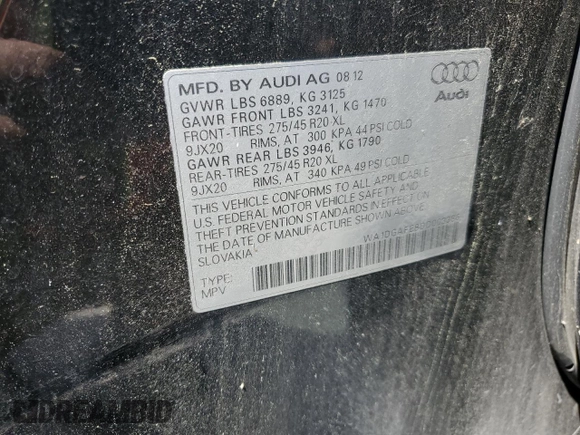 MFD. BY AUDI AG 08 12
GVWR LBS 6889, KG 3125
GAWR FRONT LBS 3241, KG 1470
FRONT-TIRES 275/45 R20 XL
9JX20 RIMS, AT 300 KPA 44 PSI COLD
GAWR REAR LBS 3946, KG 1790
REAR-TIRES 275/45 R20 XL
9JX20 RIMS, AT 340 KPA 49 PSI COLD
THIS VEHICLE CONFORMS TO ALL APPLICABLE
U.S. FEDERAL MOTOR VEHICLE SAFETY, AND
THEFT PREVENTION STANDARDS IN EFFECT ON
THE DATE OF MANUFACTURE SHOWN ABOVE.
SLOVAKIA
TYPE:
MPV
Audi
IDREAMBID